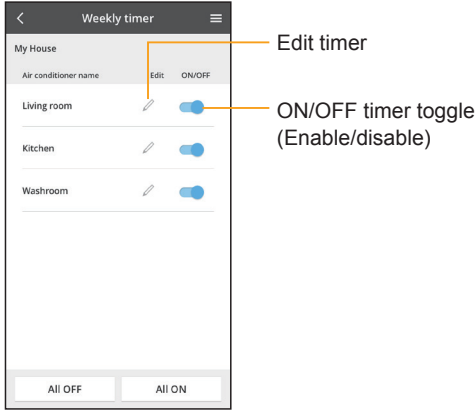 Weekly timer
Edit timer
My House
Air conditioner name Edit ON/OFF
Living room
ON/OFF timer toggle
(Enable/disable)
Kitchen
Washroom
All OFF All ON